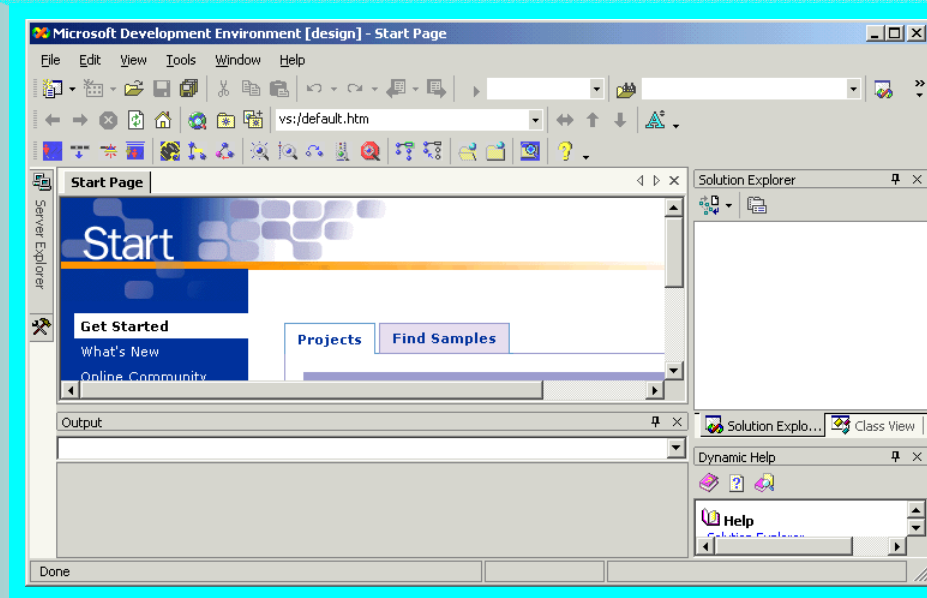 Microsoft Development Environment [design] - Start Page
File Edit View Tools Window Help
vs:/default.htm
Server Explorer
Start Page
Start
Get Started
What's New
Online Community
Projects Find Samples
Solution Explorer
Output
Solution Explo... Class View
Dynamic Help
Help
Solution Explorer
Done